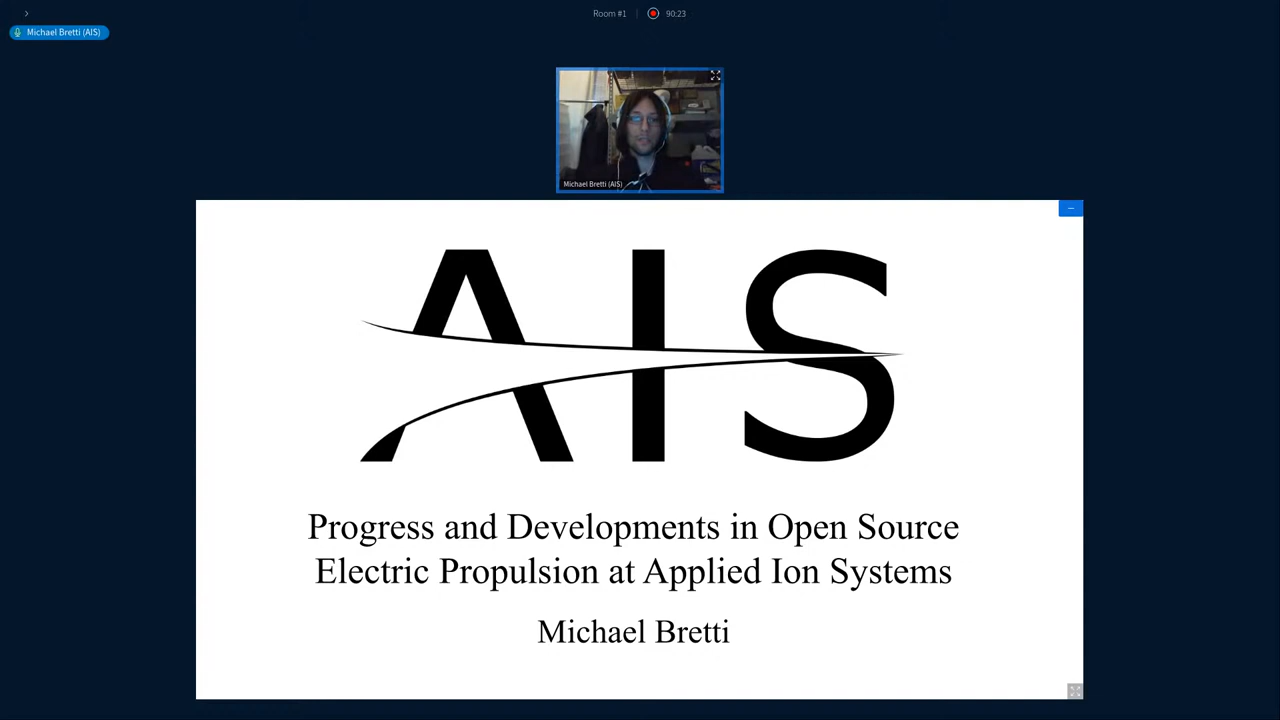 Room #1
90:23
Michael Bretti (AIS)
Michael Bretti (AIS)
AIS
Progress and Developments in Open Source
Electric Propulsion at Applied Ion Systems
Michael Bretti